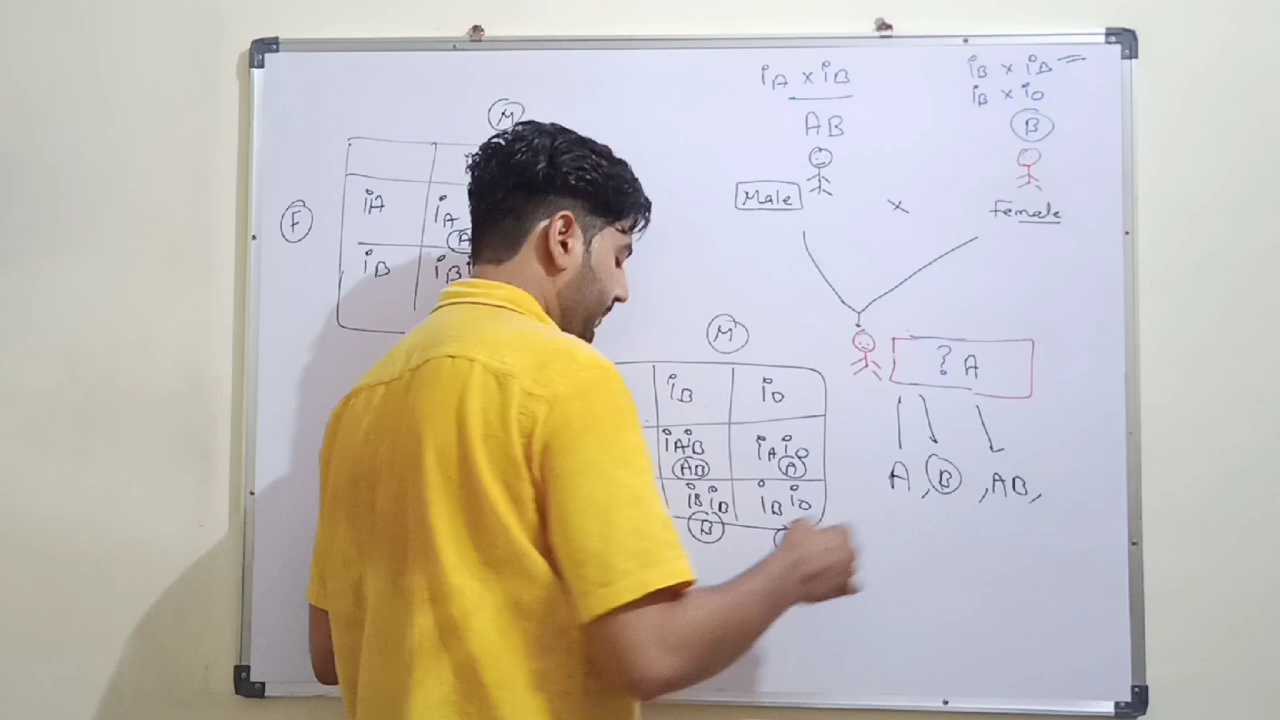 M
F
iA
iA
A
iB
iB i
iA × iB
AB
Male
×
iB × iB
iB × iO
B
Female
? A
A, B, AB,
M
iB iO
iAiB iAiO
AB A
iBiB iBiO
B